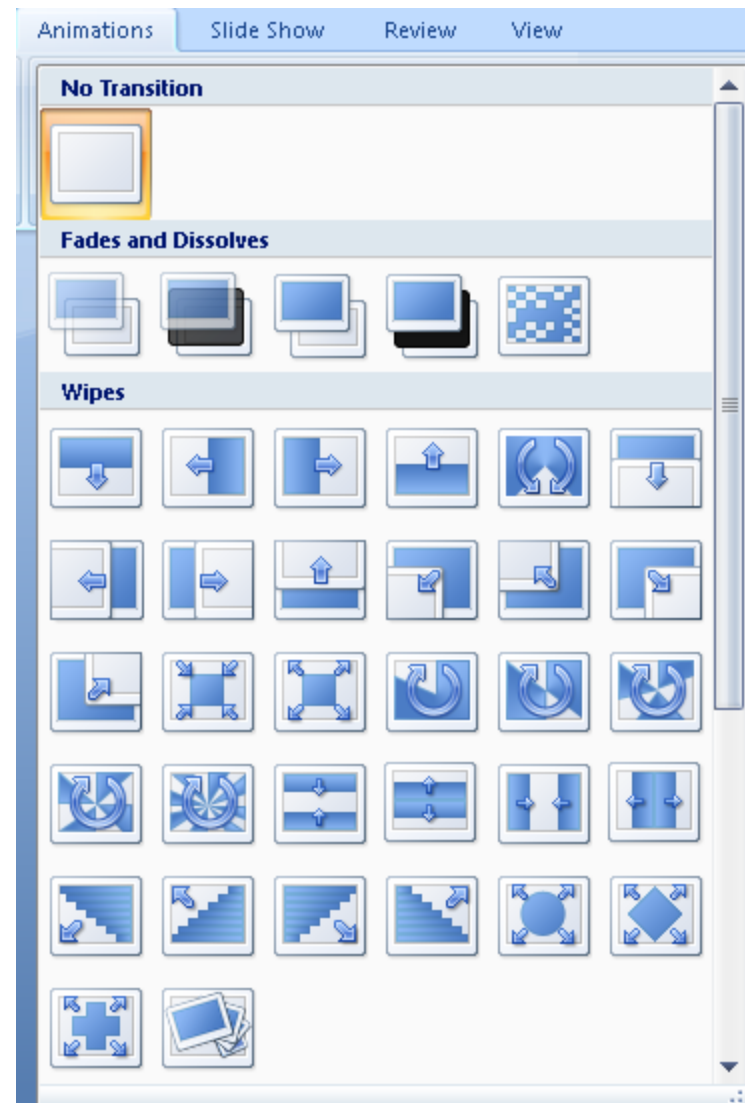 Animations Slide Show Review View
No Transition
Fades and Dissolves
Wipes